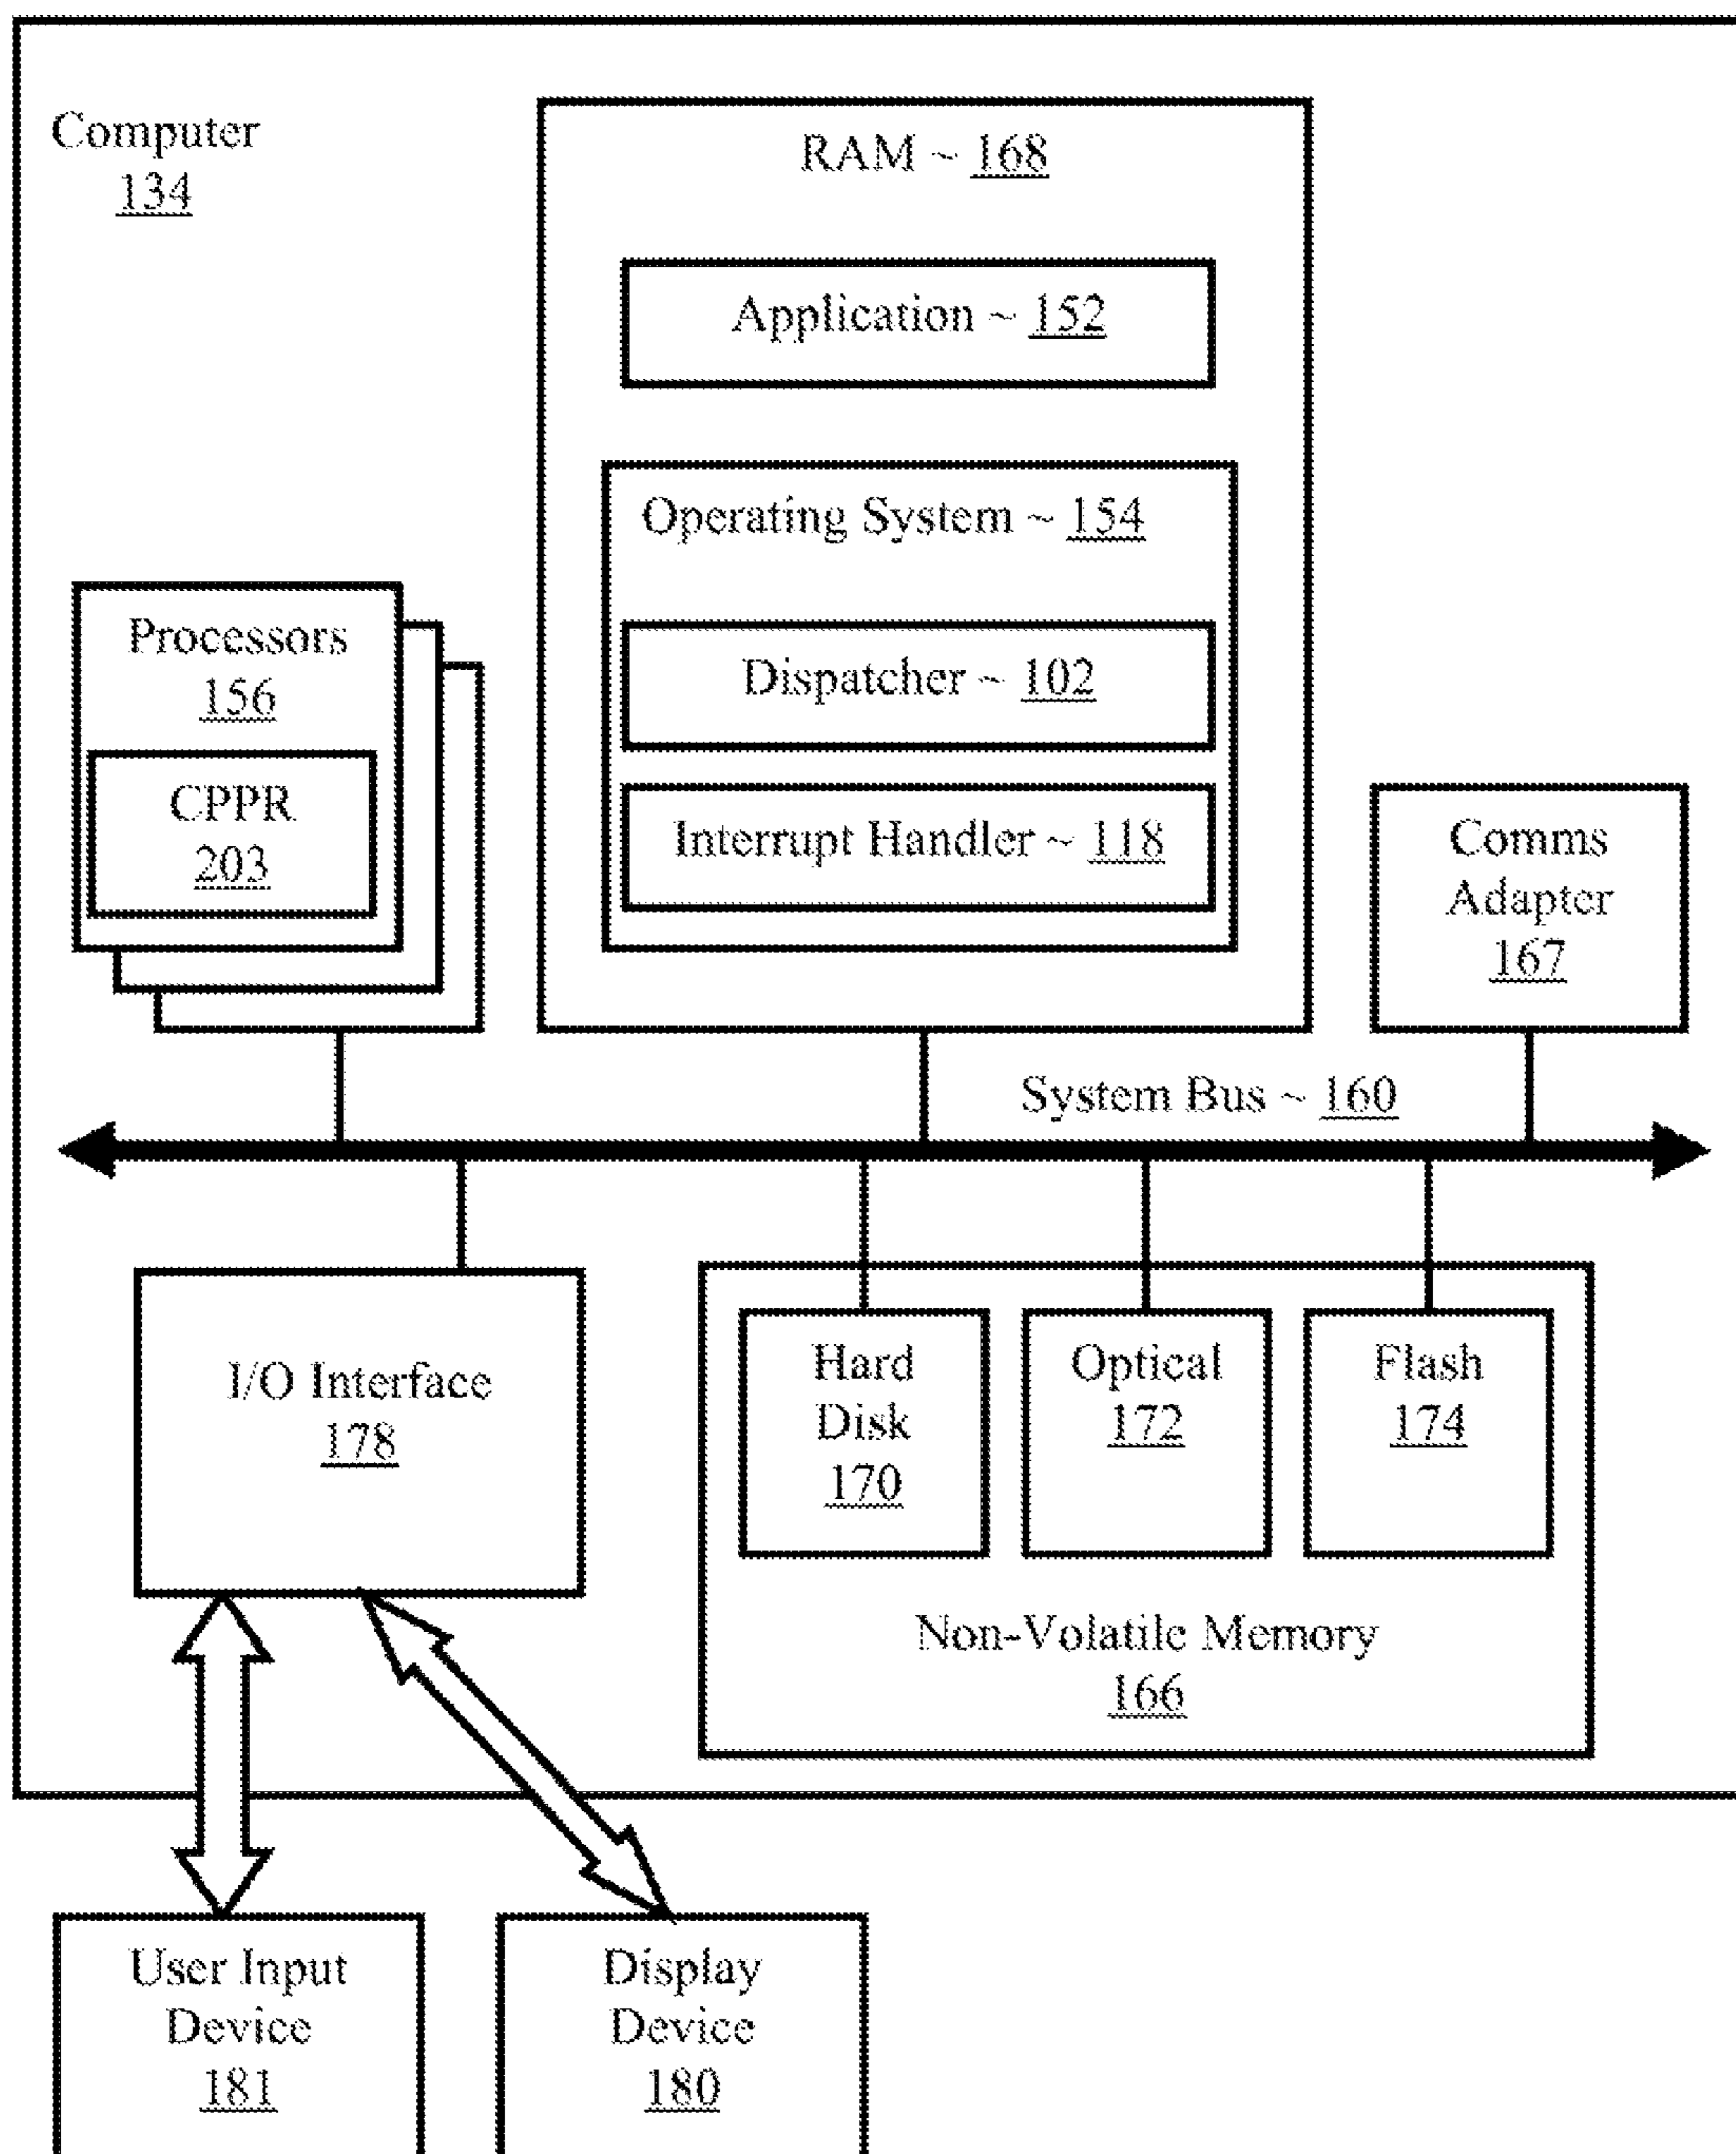 Computer
134
RAM ~ 168
Application ~ 152
Operating System ~ 154
Dispatcher ~ 102
Interrupt Handler ~ 118
Processors
156
CPPR
203
Comms
Adapter
167
System Bus ~ 160
I/O Interface
178
Hard
Disk
170
Optical
172
Flash
174
Non-Volatile Memory
166
User Input
Device
181
Display
Device
180